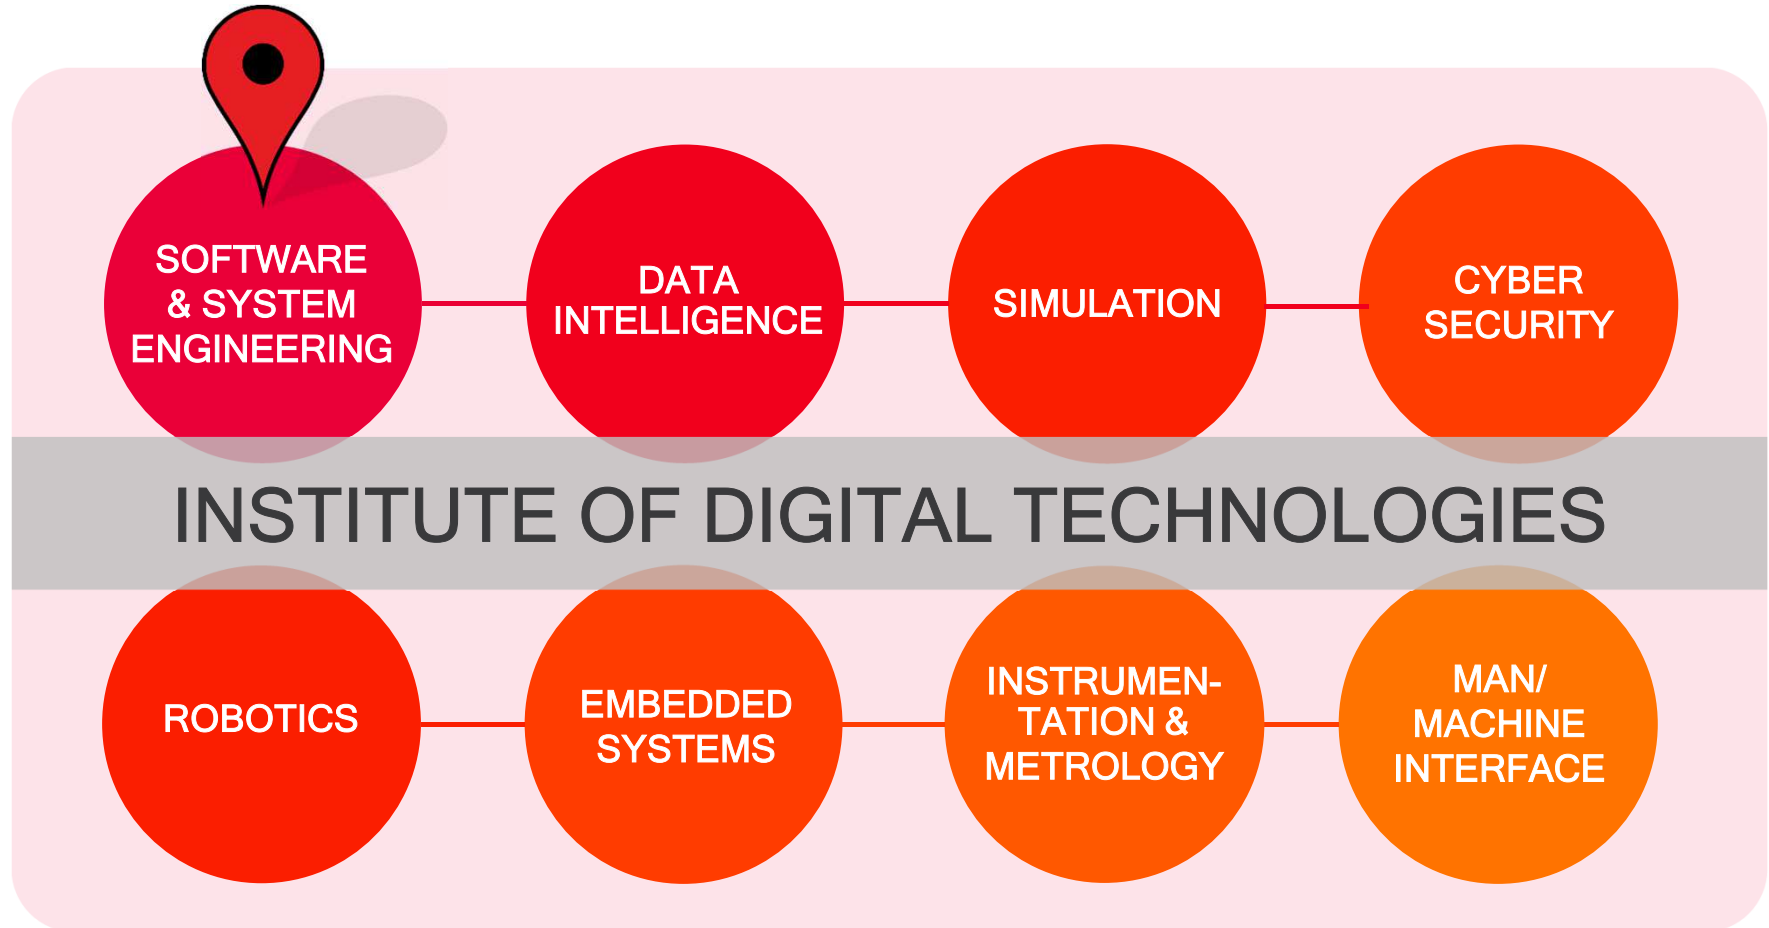 SOFTWARE
& SYSTEM
ENGINEERING
DATA
INTELLIGENCE
SIMULATION
CYBER
SECURITY
INSTITUTE OF DIGITAL TECHNOLOGIES
ROBOTICS
EMBEDDED
SYSTEMS
INSTRUMEN-
TATION &
METROLOGY
MAN/
MACHINE
INTERFACE